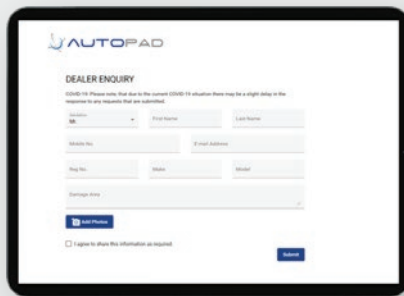 AUTOPAD
DEALER ENQUIRY
COVID-19: Please note, that due to the current COVID-19 situation there may be a slight delay in the
response to any requests that are submitted.
Mr.
First Name
Last Name
Mobile No.
E-mail Address
Reg No.
Make
Model
Damage Area
Add Photos
I agree to share this information as required.
Submit